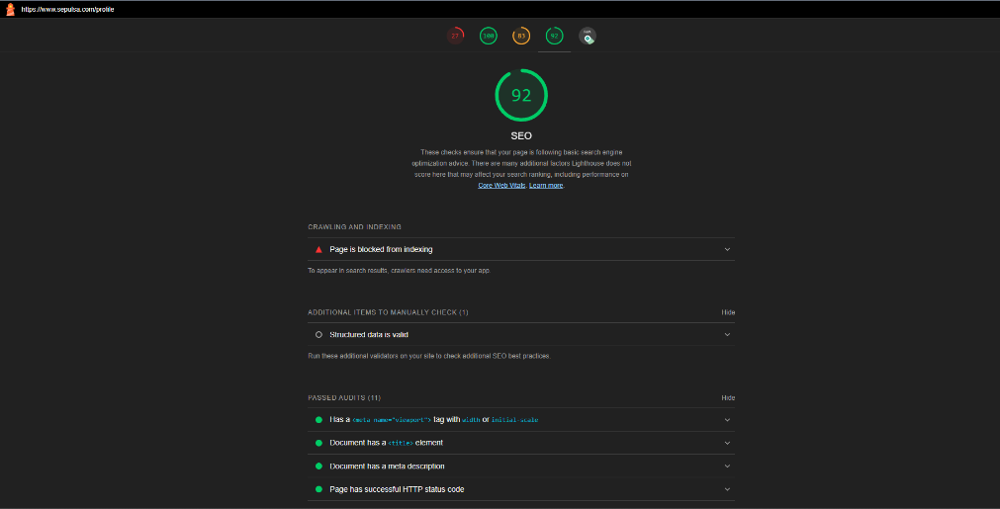 https://www.sepulsa.com/profile
27 100 83 92
92
SEO
These checks ensure that your page is following basic search engine
optimization advice. There are many additional factors Lighthouse does not
score here that may affect your search ranking, including performance on
Core Web Vitals. Learn more.
CRAWLING AND INDEXING
Page is blocked from indexing
To appear in search results, crawlers need access to your app.
ADDITIONAL ITEMS TO MANUALLY CHECK (1) Hide
Structured data is valid
Run these additional validators on your site to check additional SEO best practices.
PASSED AUDITS (11) Hide
Has a <meta name="viewport"> tag with width or initial-scale
Document has a <title> element
Document has a meta description
Page has successful HTTP status code